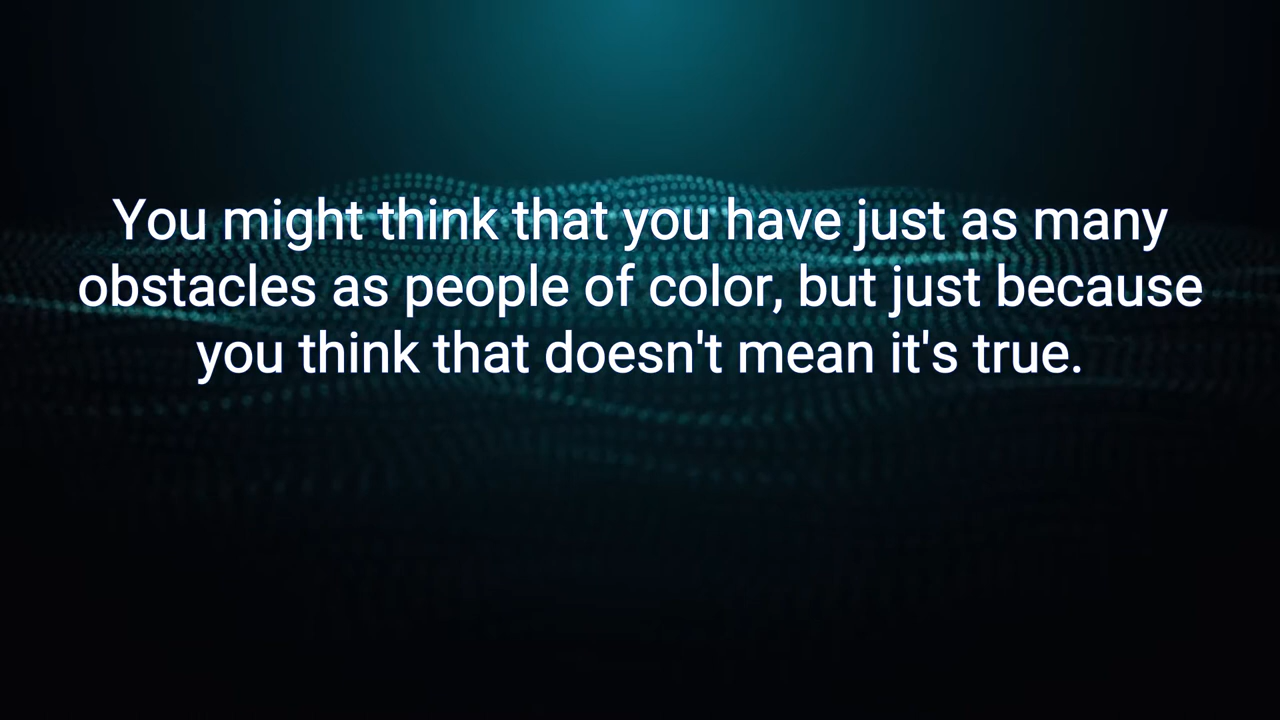 You might think that you have just as many
obstacles as people of color, but just because
you think that doesn't mean it's true.